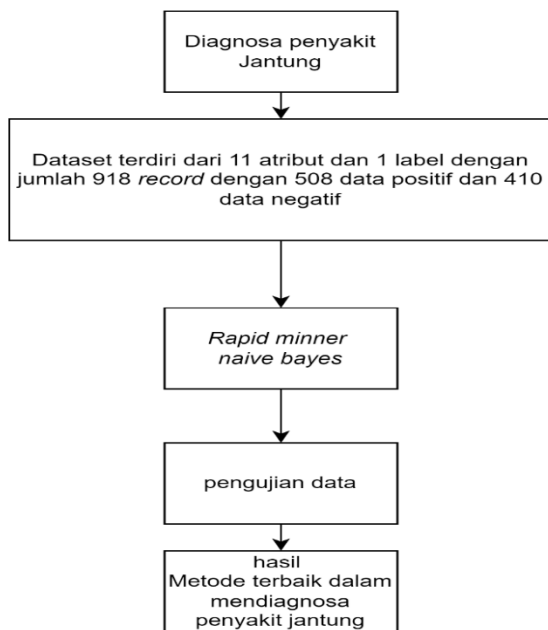 Diagnosa penyakit
Jantung
Dataset terdiri dari 11 atribut dan 1 label dengan
jumlah 918 record dengan 508 data positif dan 410
data negatif
Rapid minner
naive bayes
pengujian data
hasil
Metode terbaik dalam
mendiagnosa
penyakit jantung